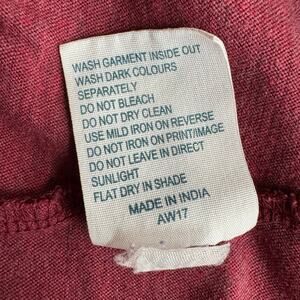 WASH GARMENT INSIDE OUT
WASH DARK COLOURS
SEPARATELY
DO NOT BLEACH
DO NOT DRY CLEAN
USE MILD IRON ON REVERSE
DO NOT IRON ON PRINT/IMAGE
DO NOT LEAVE IN DIRECT
SUNLIGHT
FLAT DRY IN SHADE
MADE IN INDIA
AW17